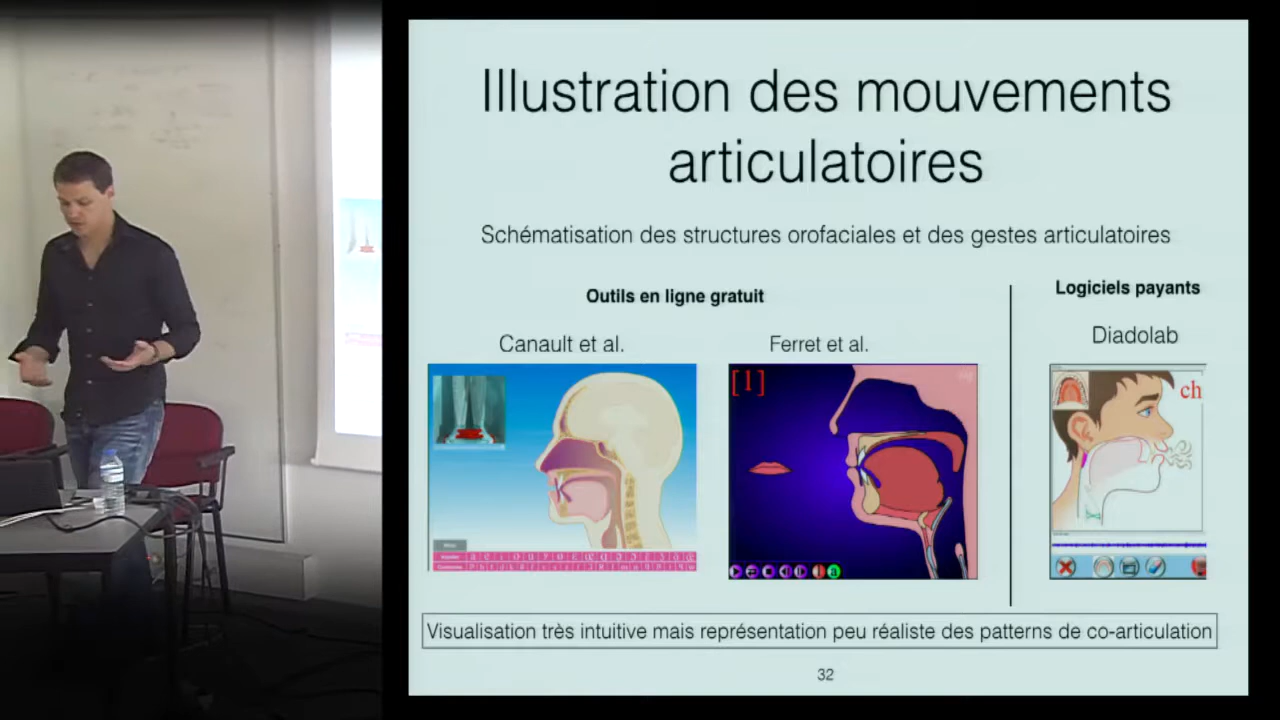 Illustration des mouvements
articulatoires
Schématisation des structures orofaciales et des gestes articulatoires
Outils en ligne gratuit
Logiciels payants
Canault et al.
Ferret et al.
Diadolab
[1]
ch
Visualisation très intuitive mais représentation peu réaliste des patterns de co-articulation
32